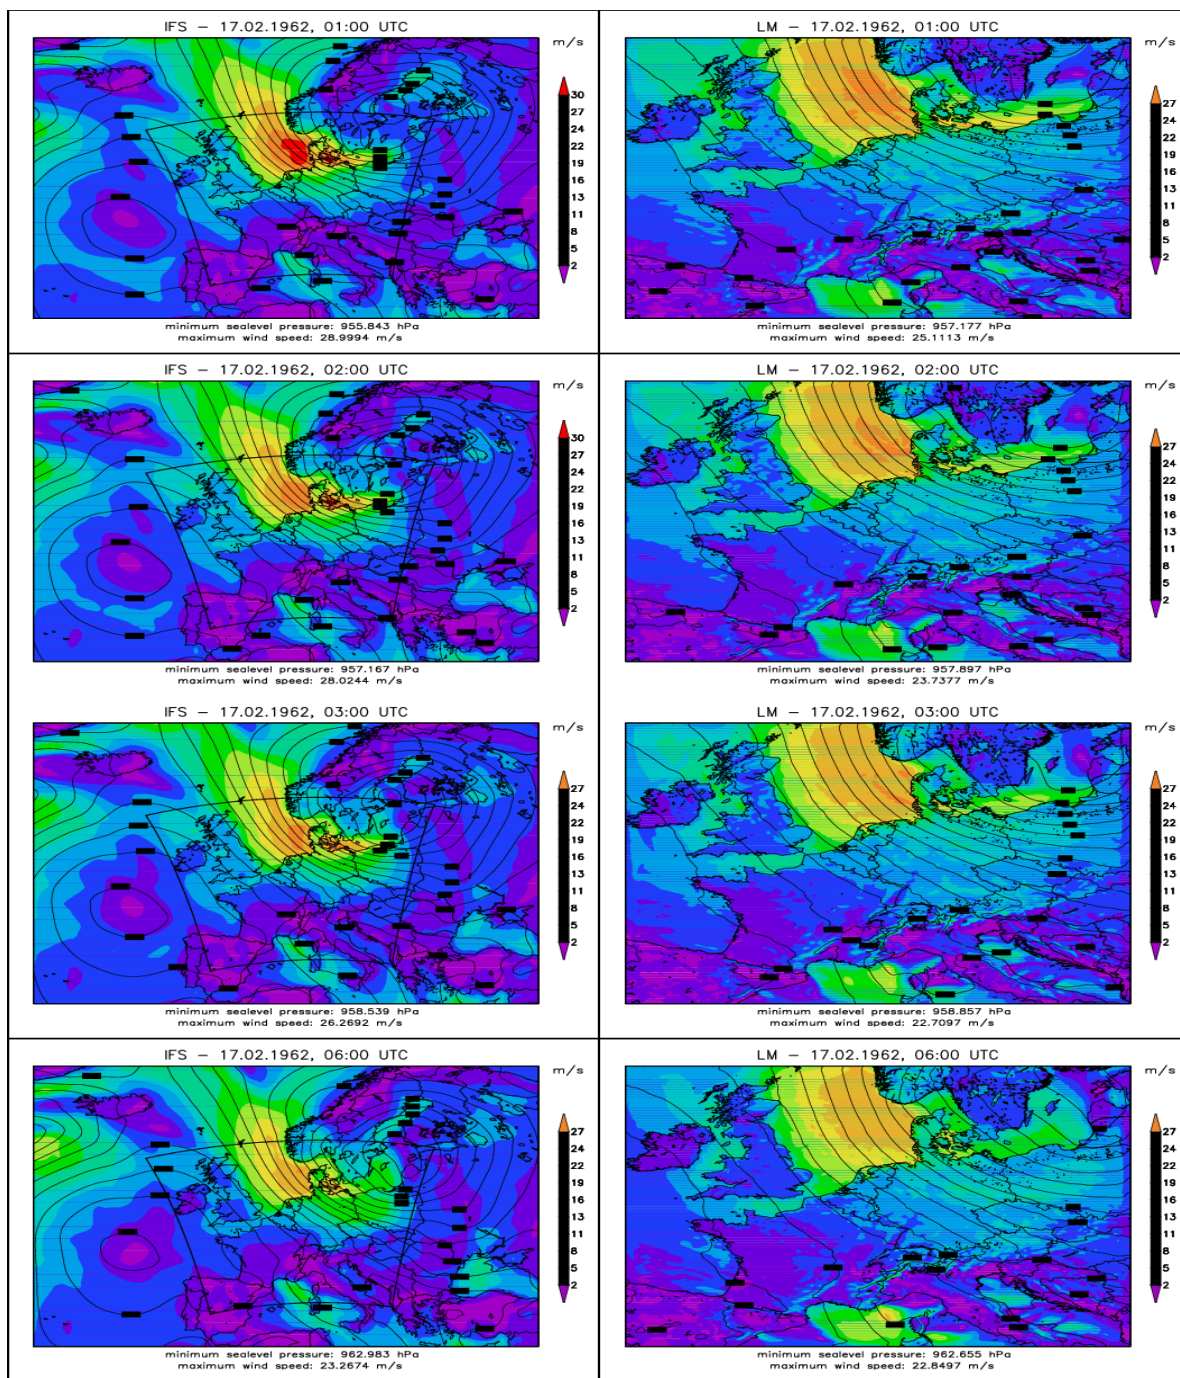 IFS - 17.02.1962, 01:00 UTC
m/s
30
27
24
22
19
16
13
11
8
5
2
minimum sealevel pressure: 955.843 hPa
maximum wind speed: 28.9994 m/s
LM - 17.02.1962, 01:00 UTC
m/s
27
24
22
19
16
13
11
8
5
2
minimum sealevel pressure: 957.177 hPa
maximum wind speed: 25.1113 m/s
IFS - 17.02.1962, 02:00 UTC
m/s
30
27
24
22
19
16
13
11
8
5
2
minimum sealevel pressure: 957.167 hPa
maximum wind speed: 28.0244 m/s
LM - 17.02.1962, 02:00 UTC
m/s
27
24
22
19
16
13
11
8
5
2
minimum sealevel pressure: 957.897 hPa
maximum wind speed: 23.7377 m/s
IFS - 17.02.1962, 03:00 UTC
m/s
27
24
22
19
16
13
11
8
5
2
minimum sealevel pressure: 958.539 hPa
maximum wind speed: 26.2692 m/s
LM - 17.02.1962, 03:00 UTC
m/s
27
24
22
19
16
13
11
8
5
2
minimum sealevel pressure: 958.857 hPa
maximum wind speed: 22.7097 m/s
IFS - 17.02.1962, 06:00 UTC
m/s
27
24
22
19
16
13
11
8
5
2
minimum sealevel pressure: 962.983 hPa
maximum wind speed: 23.2674 m/s
LM - 17.02.1962, 06:00 UTC
m/s
27
24
22
19
16
13
11
8
5
2
minimum sealevel pressure: 962.655 hPa
maximum wind speed: 22.8497 m/s